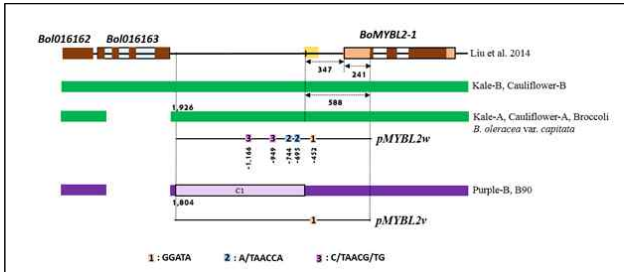 Bol016162 Bol016163 BoMYBL2-1
Liu et al. 2014
347
241
Kale-B, Cauliflower-B
588
1,926
Kale-A, Cauliflower-A, Broccoli
B. oleracea var. capitata
3 3 2 2 1 pMYBL2w
-1,166 -949 -744 -695 -452
C1
Purple-B, B90
1,804
1 pMYBL2v
1 : GGATA 2 : A/TAACCA 3 : C/TAACG/TG